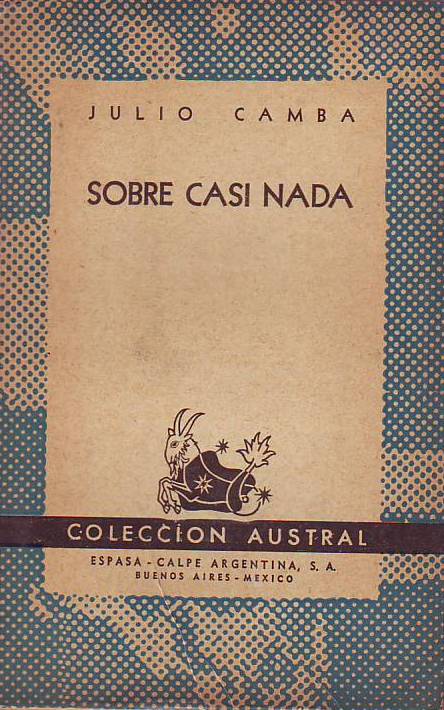 JULIO CAMBA
SOBRE CASI NADA
COLECCION AUSTRAL
ESPASA - CALPE ARGENTINA, S. A.
BUENOS AIRES - MEXICO